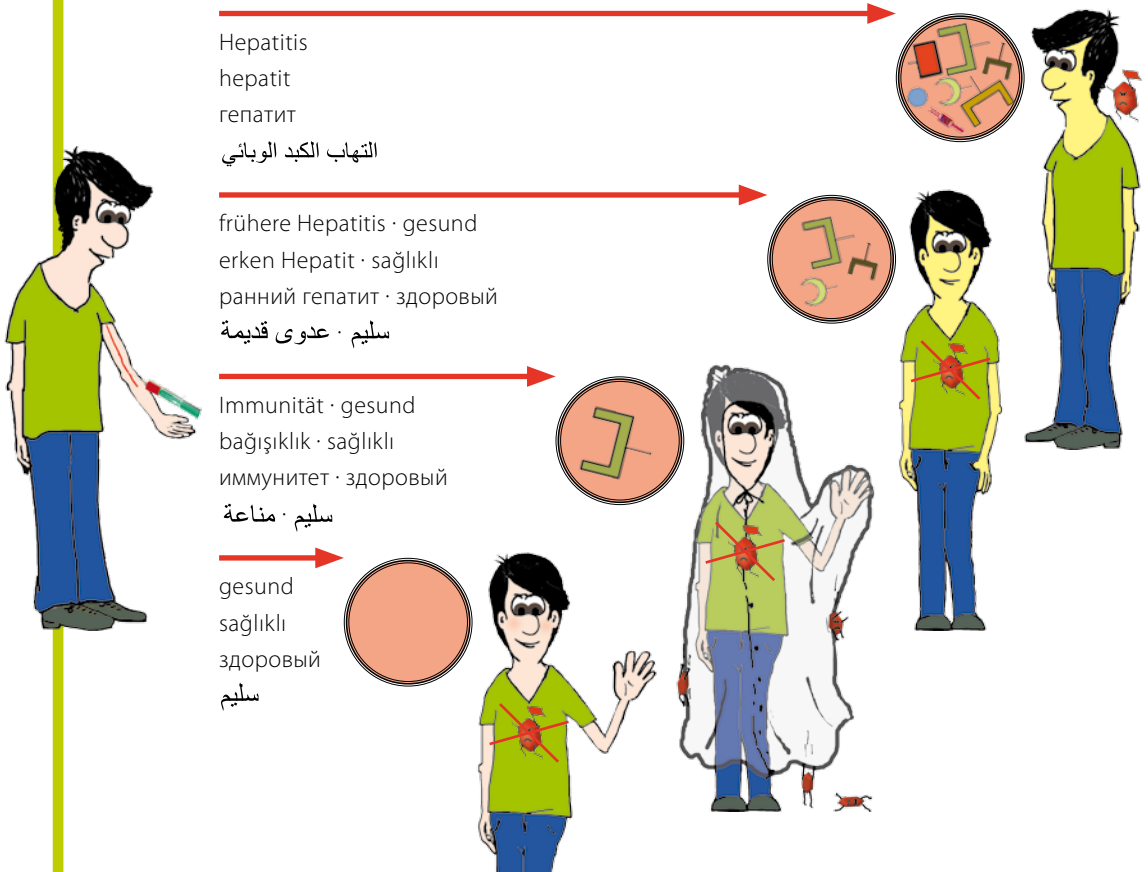 Hepatitis
hepatit
гепатит
التهاب الكبد الوبائي
frühere Hepatitis · gesund
erken Hepatit · sağlıklı
ранний гепатит · здоровый
سليم · عدوى قديمة
Immunität · gesund
bağışıklık · sağlıklı
иммунитет · здоровый
سليم · مناعة
gesund
sağlıklı
здоровый
سليم